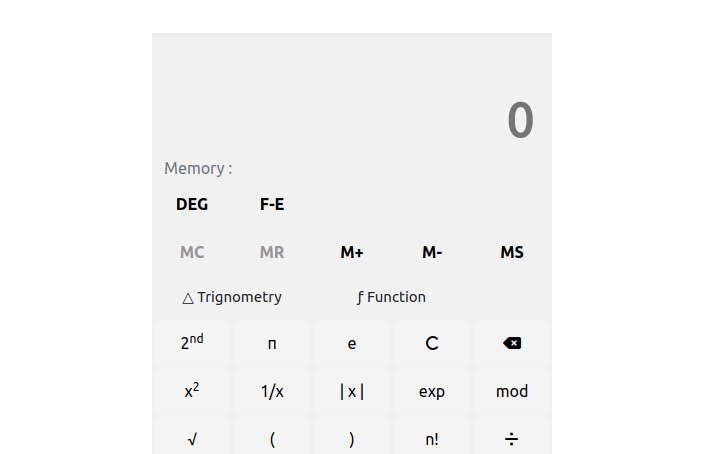 0
Memory :
DEG F-E
MC MR M+ M- MS
△ Trignometry ƒ Function
2nd π e C
x2 1/x |x| exp mod
√ ( ) n! ÷